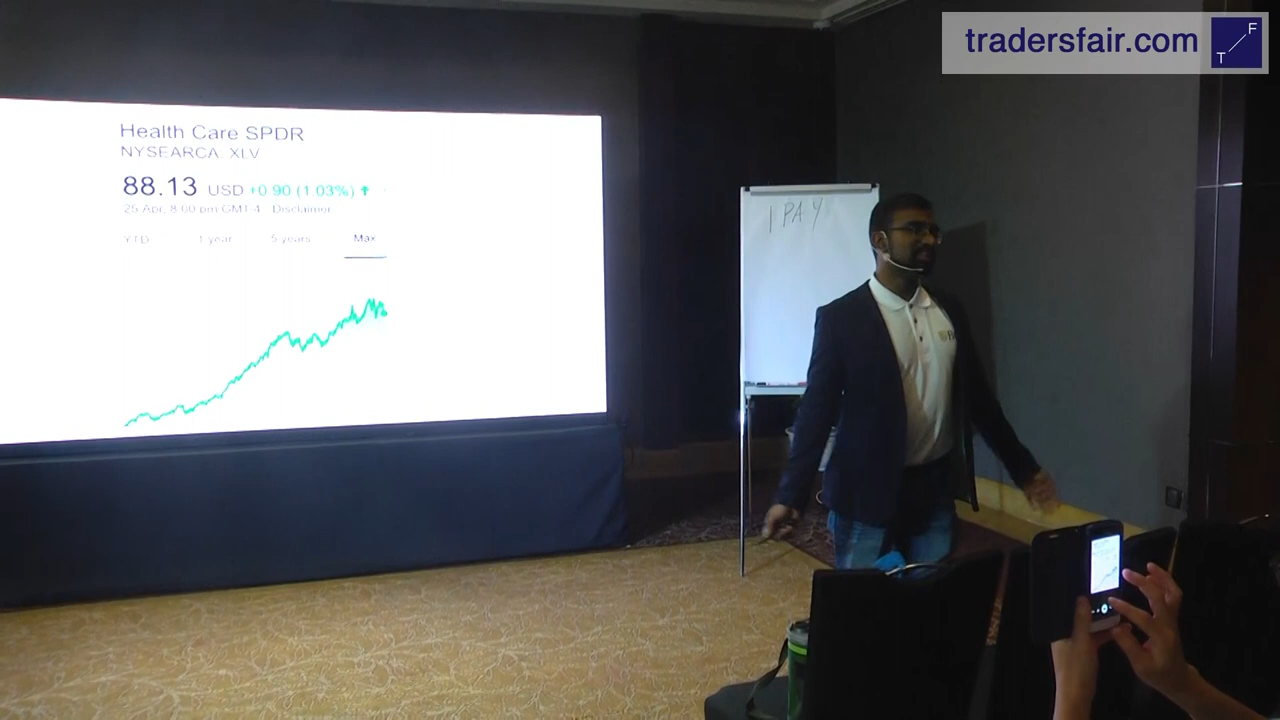 tradersfair.com
F
T
Health Care SPDR
NYSEARCA: XLV
88.13 USD +0.90 (1.03%) ↑
25 Apr, 8:00 pm GMT-4 Disclaimer
YTD 1 year 5 years Max
I PAY